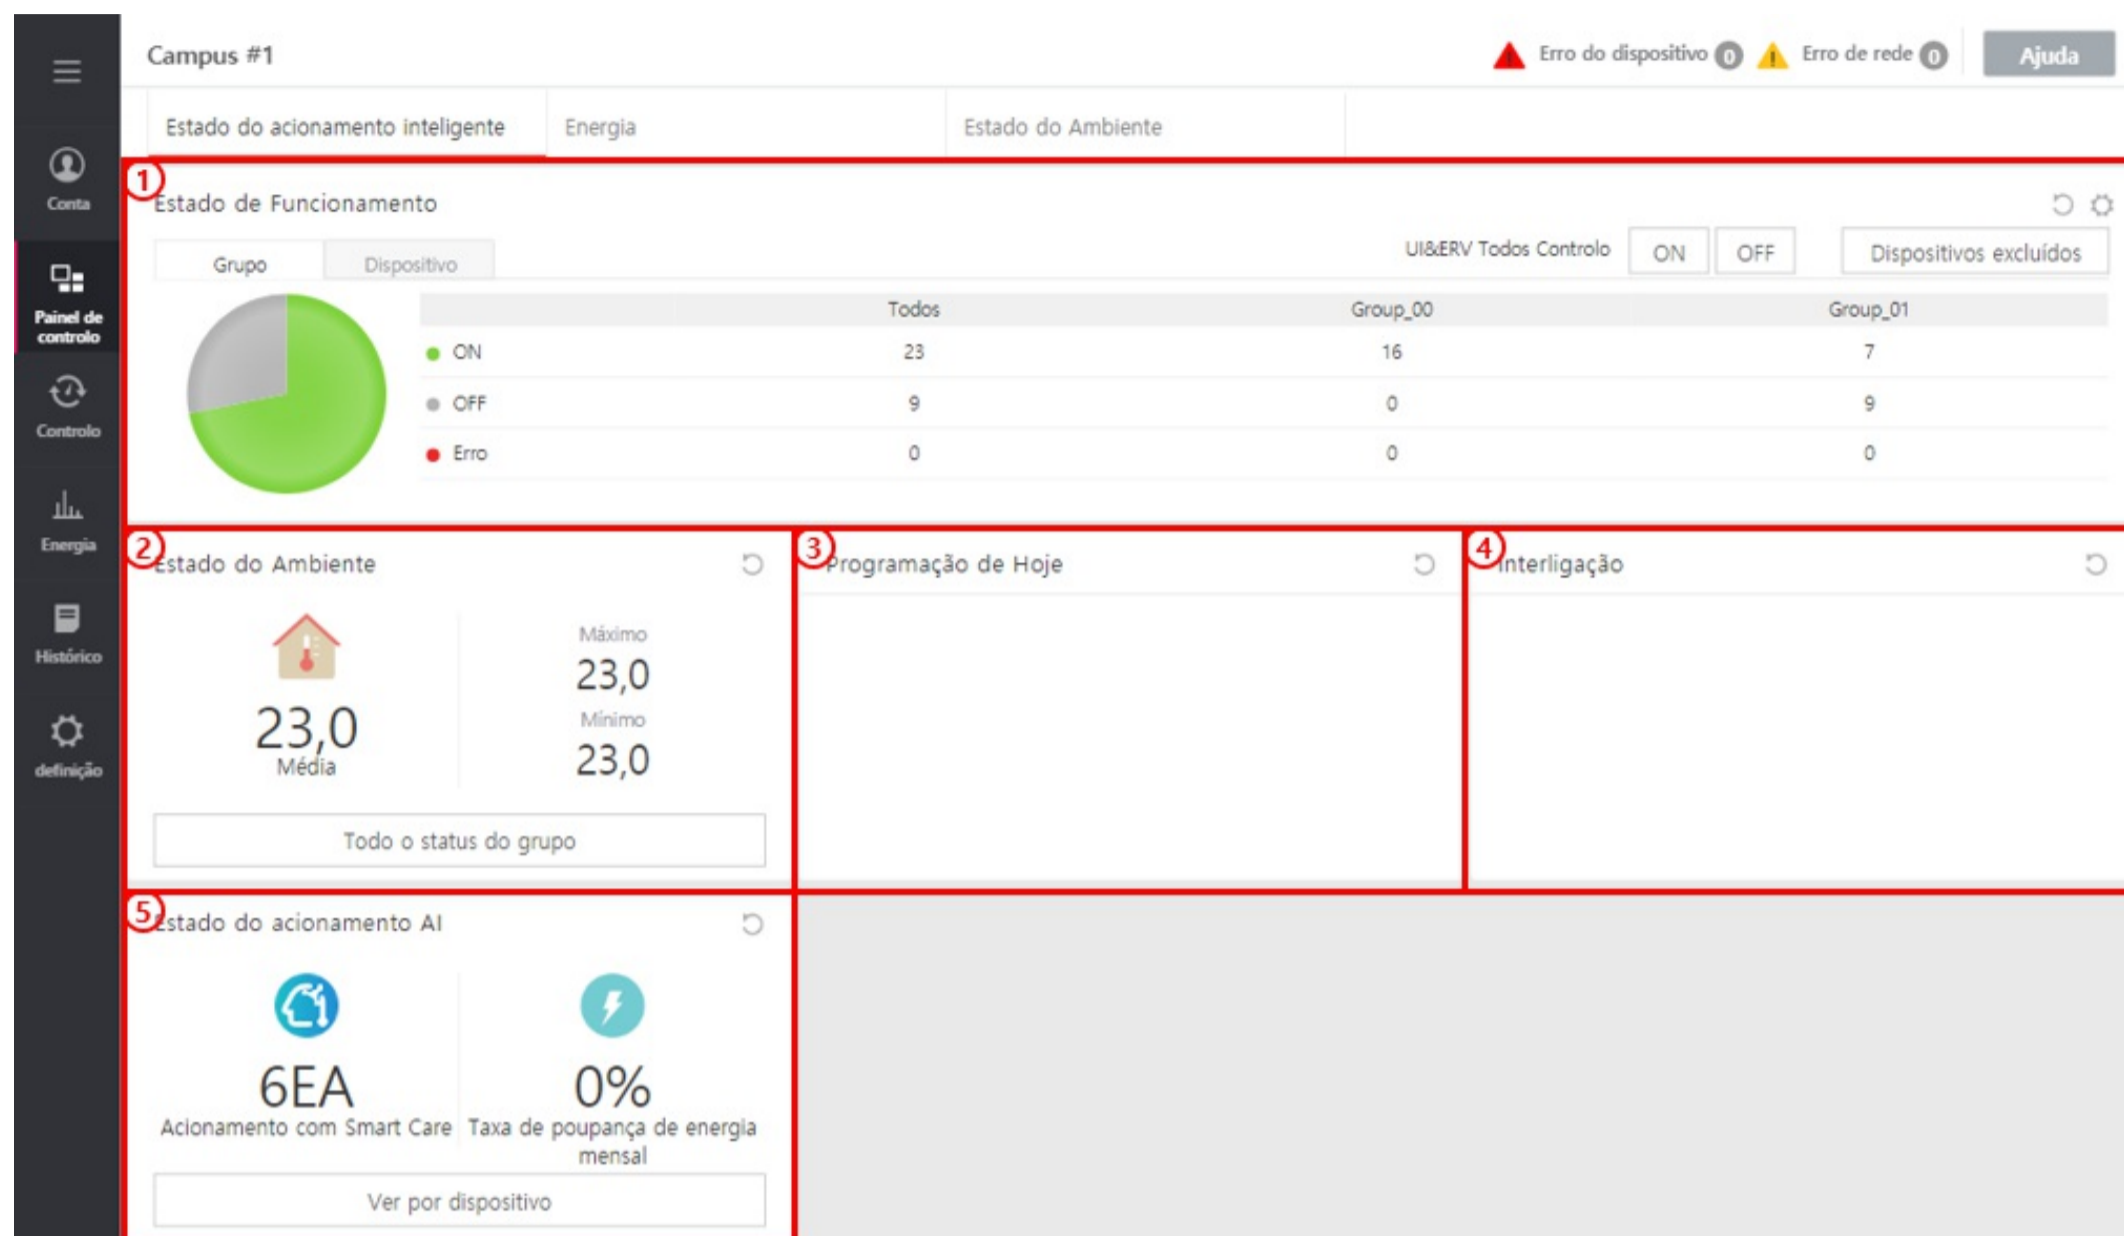 Campus #1
Erro do dispositivo 0 Erro de rede 0 Ajuda
Estado do acionamento inteligente Energia Estado do Ambiente
Conta
Painel de
controlo
Controlo
Energia
Histórico
definição
1
Estado de Funcionamento
Grupo Dispositivo UI&ERV Todos Controlo ON OFF Dispositivos excluídos
Todos Group_00 Group_01
ON 23 16 7
OFF 9 0 9
Erro 0 0 0
2
Estado do Ambiente
23,0
Média
Máximo
23,0
Mínimo
23,0
Todo o status do grupo
3
Programação de Hoje
4
Interligação
5
Estado do acionamento AI
6EA
Acionamento com Smart Care
0%
Taxa de poupança de energia
mensal
Ver por dispositivo